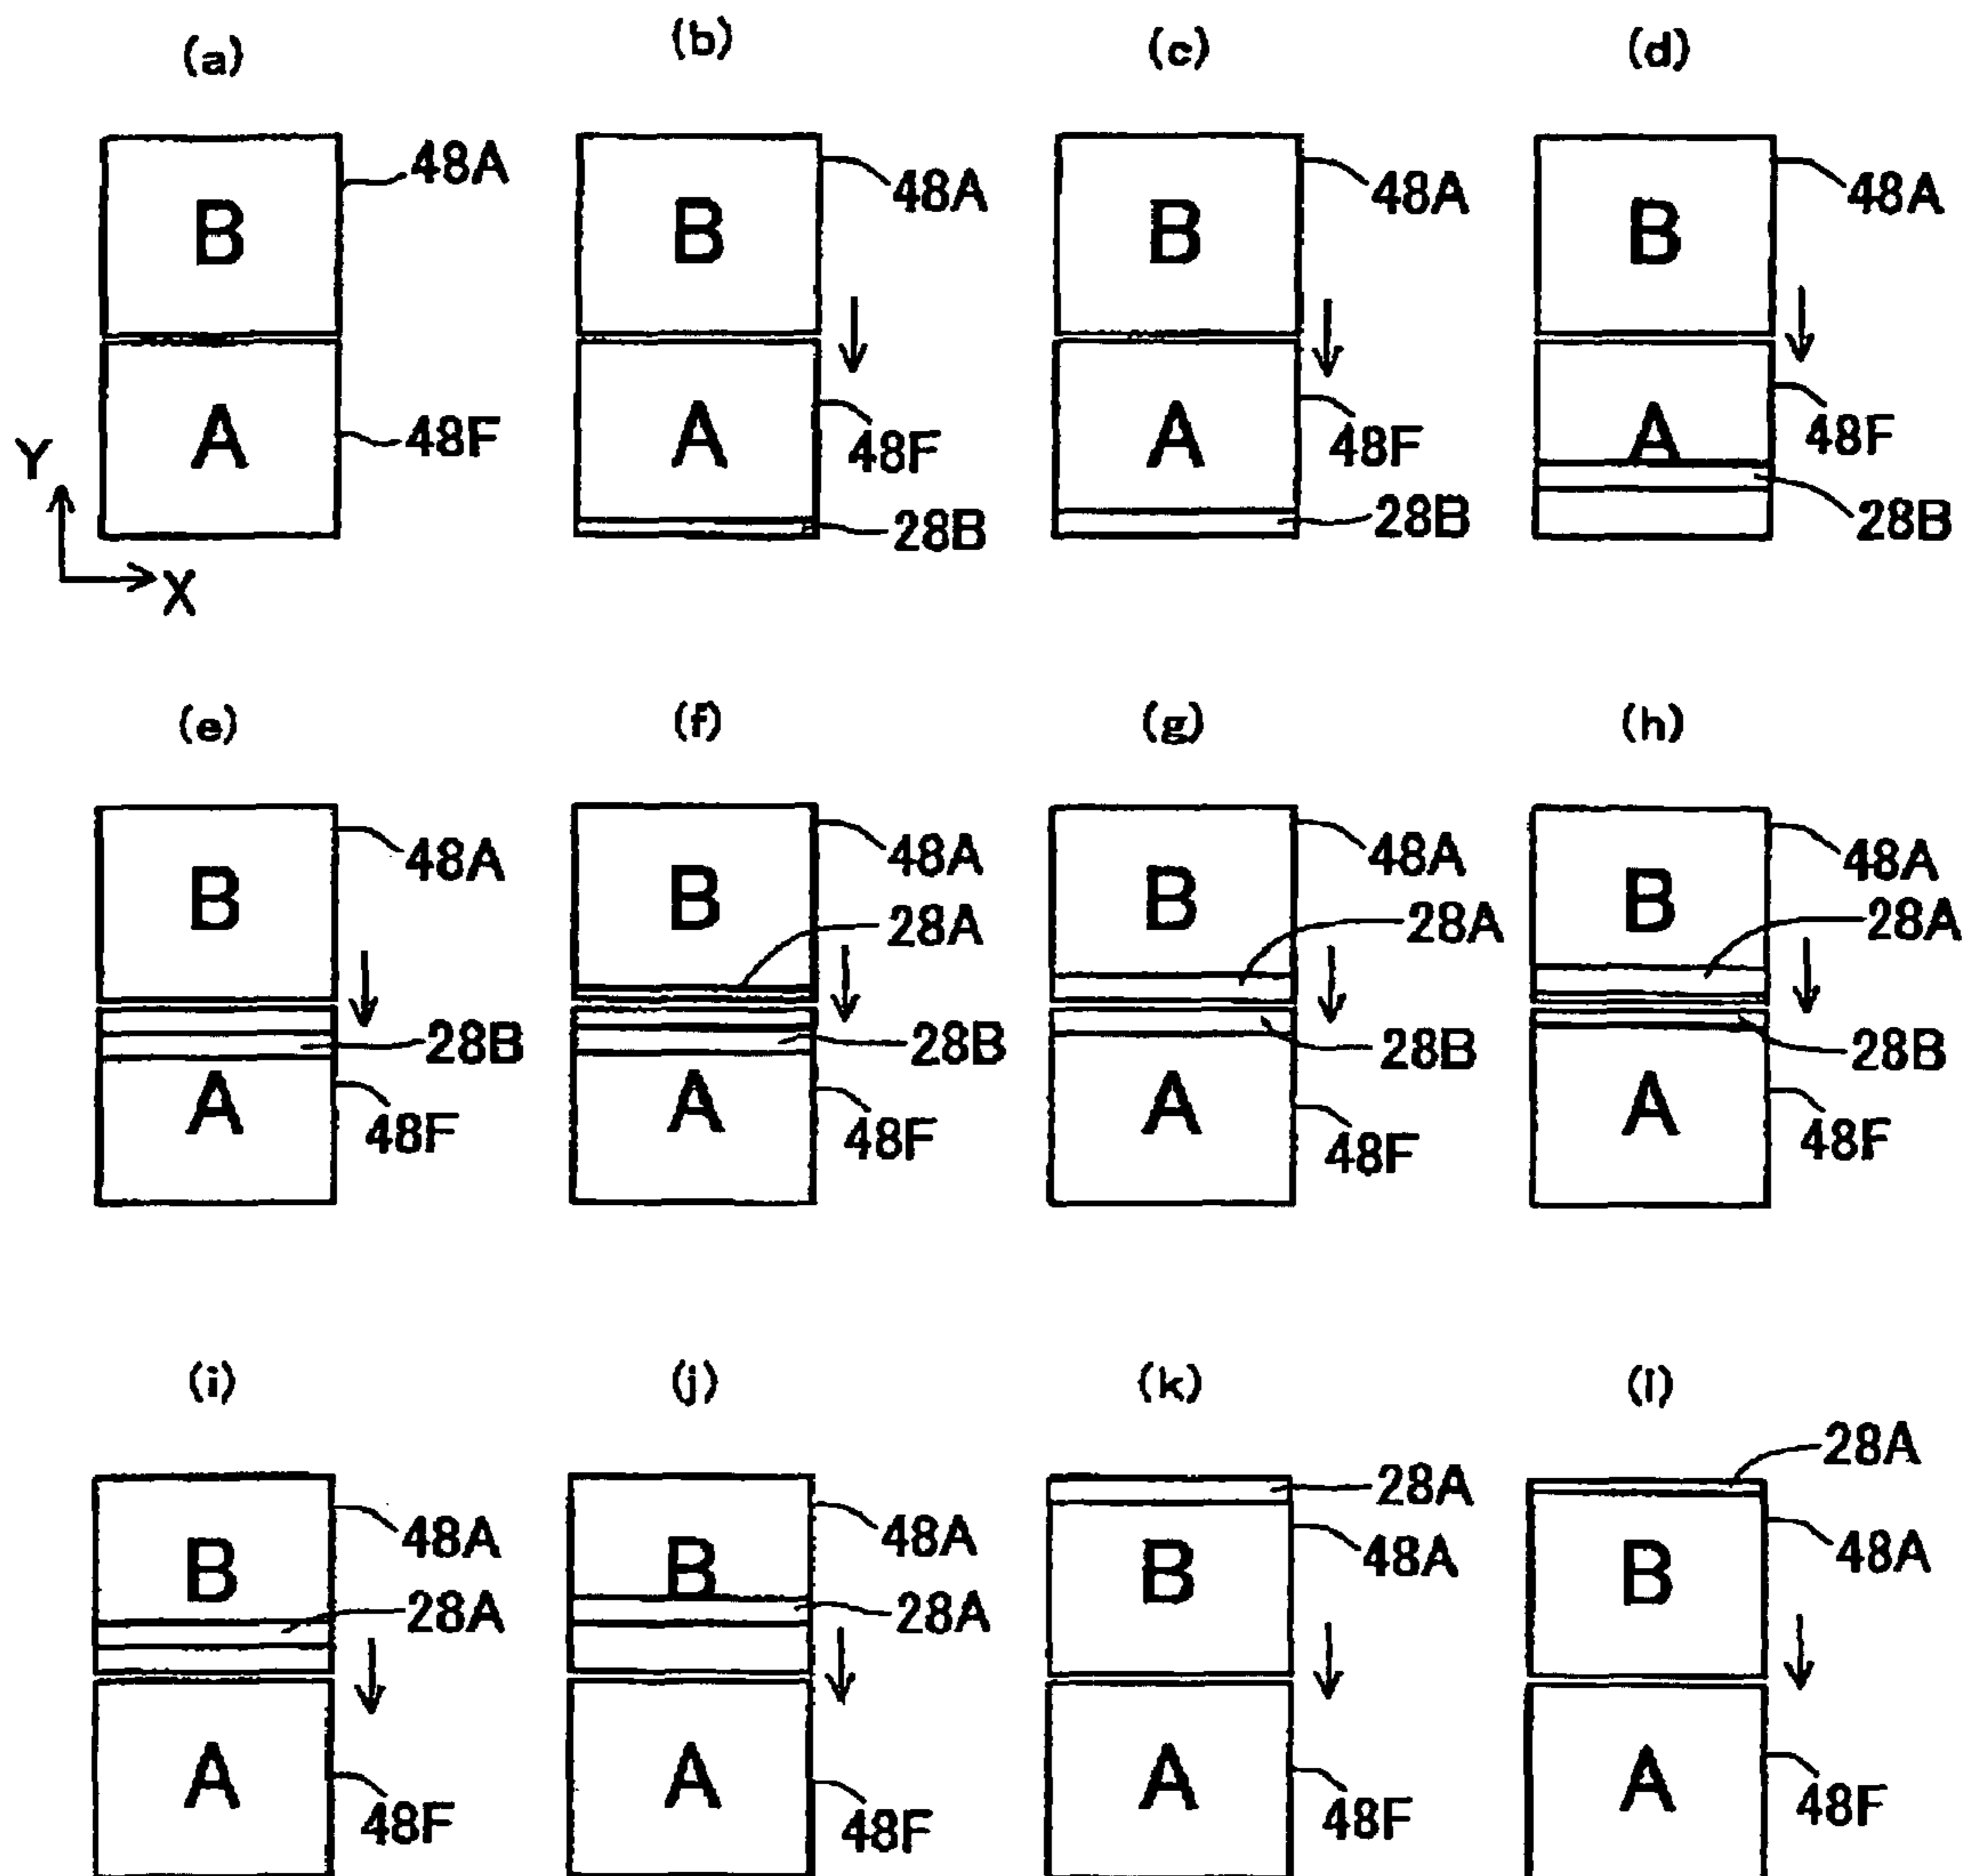 (a) (b) (c) (d)
B 48A B 48A B 48A B 48A
A 48F A 48F A 48F A 48F
28B 28B 28B
Y
X
(e) (f) (g) (h)
B 48A B 48A B 48A B 48A
28A 28A 28A
28B 28B 28B 28B
A 48F A 48F A 48F A 48F
(i) (j) (k) (l)
B 48A B 48A B 28A 48A B 28A 48A
28A 28A
A 48F A 48F A 48F A 48F